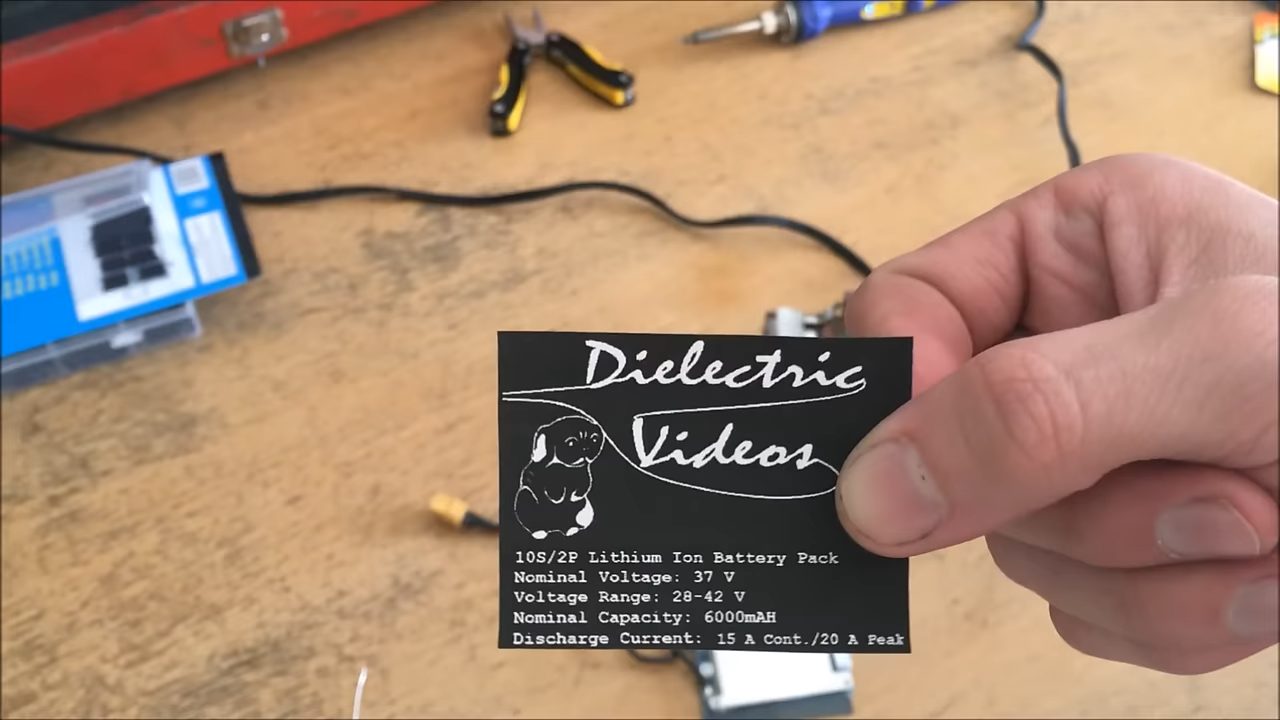 Dielectric
Videos
10S/2P Lithium Ion Battery Pack
Nominal Voltage: 37 V
Voltage Range: 28-42 V
Nominal Capacity: 6000mAH
Discharge Current: 15 A Cont./20 A Peak